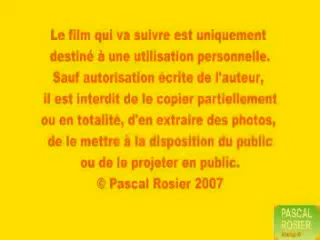 Le film qui va suivre est uniquement
destiné à une utilisation personnelle.
Sauf autorisation écrite de l'auteur,
il est interdit de le copier partiellement
ou en totalité, d'en extraire des photos,
de le mettre à la disposition du public
ou de le projeter en public.
© Pascal Rosier 2007
PASCAL
ROSIER